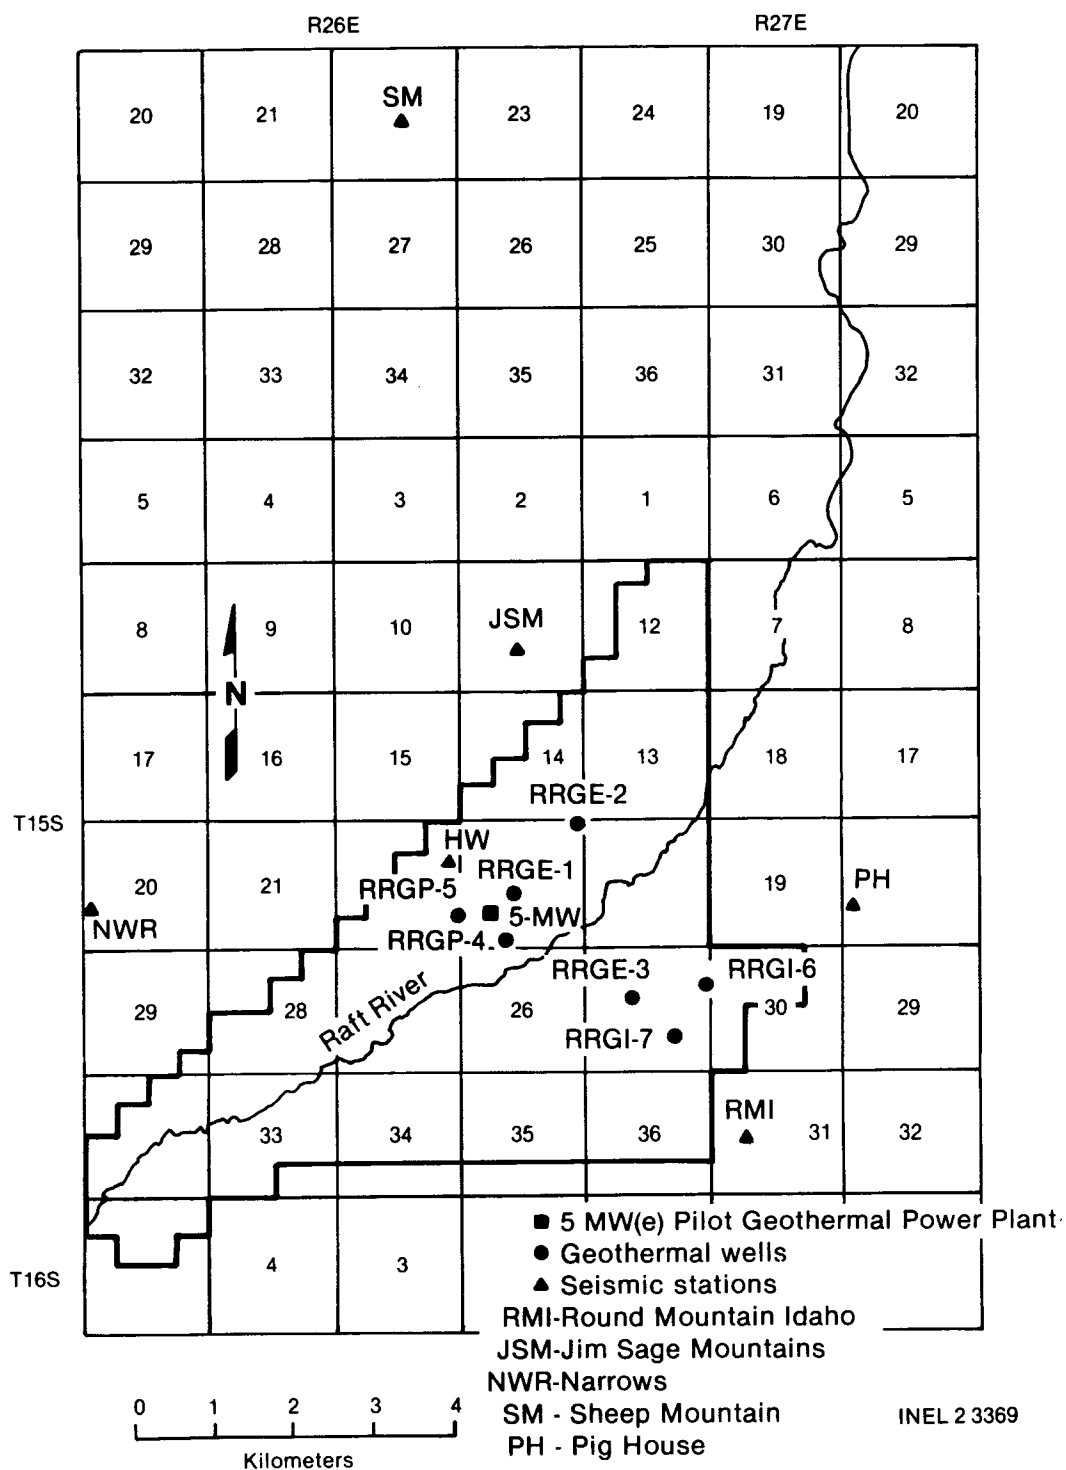 R26E R27E
SM
20 21 23 24 19 20
29 28 27 26 25 30 29
32 33 34 35 36 31 32
5 4 3 2 1 6 5
JSM
8 9 10 12 7 8
N
17 16 15 14 13 18 17
RRGE-2
T15S
HW
RRGE-1
20 21 RRGP-5 19 PH
NWR 5-MW
RRGP-4
RRGE-3 RRGI-6
29 28 Raft River 26 30 29
RRGI-7
RMI
33 34 35 36 31 32
5 MW(e) Pilot Geothermal Power Plant
Geothermal wells
T16S 4 3
Seismic stations
RMI-Round Mountain Idaho
JSM-Jim Sage Mountains
NWR-Narrows
SM - Sheep Mountain
PH - Pig House
0 1 2 3 4
Kilometers
INEL 2 3369